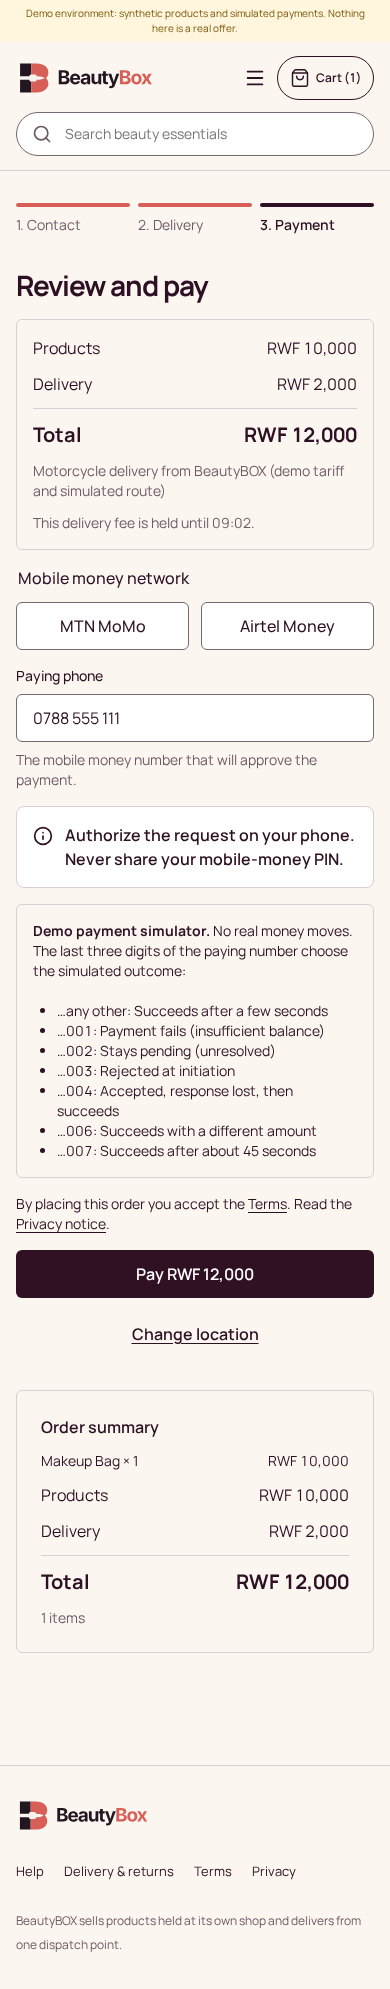 Demo environment: synthetic products and simulated payments. Nothing
here is a real offer.
BeautyBox
Cart (1)
Search beauty essentials
1. Contact
2. Delivery
3. Payment
Review and pay
Products RWF 10,000
Delivery RWF 2,000
Total RWF 12,000
Motorcycle delivery from BeautyBOX (demo tariff
and simulated route)
This delivery fee is held until 09:02.
Mobile money network
MTN MoMo
Airtel Money
Paying phone
0788 555 111
The mobile money number that will approve the
payment.
Authorize the request on your phone.
Never share your mobile-money PIN.
Demo payment simulator. No real money moves.
The last three digits of the paying number choose
the simulated outcome:
• …any other: Succeeds after a few seconds
• …001: Payment fails (insufficient balance)
• …002: Stays pending (unresolved)
• …003: Rejected at initiation
• …004: Accepted, response lost, then
succeeds
• …006: Succeeds with a different amount
• …007: Succeeds after about 45 seconds
By placing this order you accept the Terms. Read the
Privacy notice.
Pay RWF 12,000
Change location
Order summary
Makeup Bag × 1 RWF 10,000
Products RWF 10,000
Delivery RWF 2,000
Total RWF 12,000
1 items
BeautyBox
Help Delivery & returns Terms Privacy
BeautyBOX sells products held at its own shop and delivers from
one dispatch point.